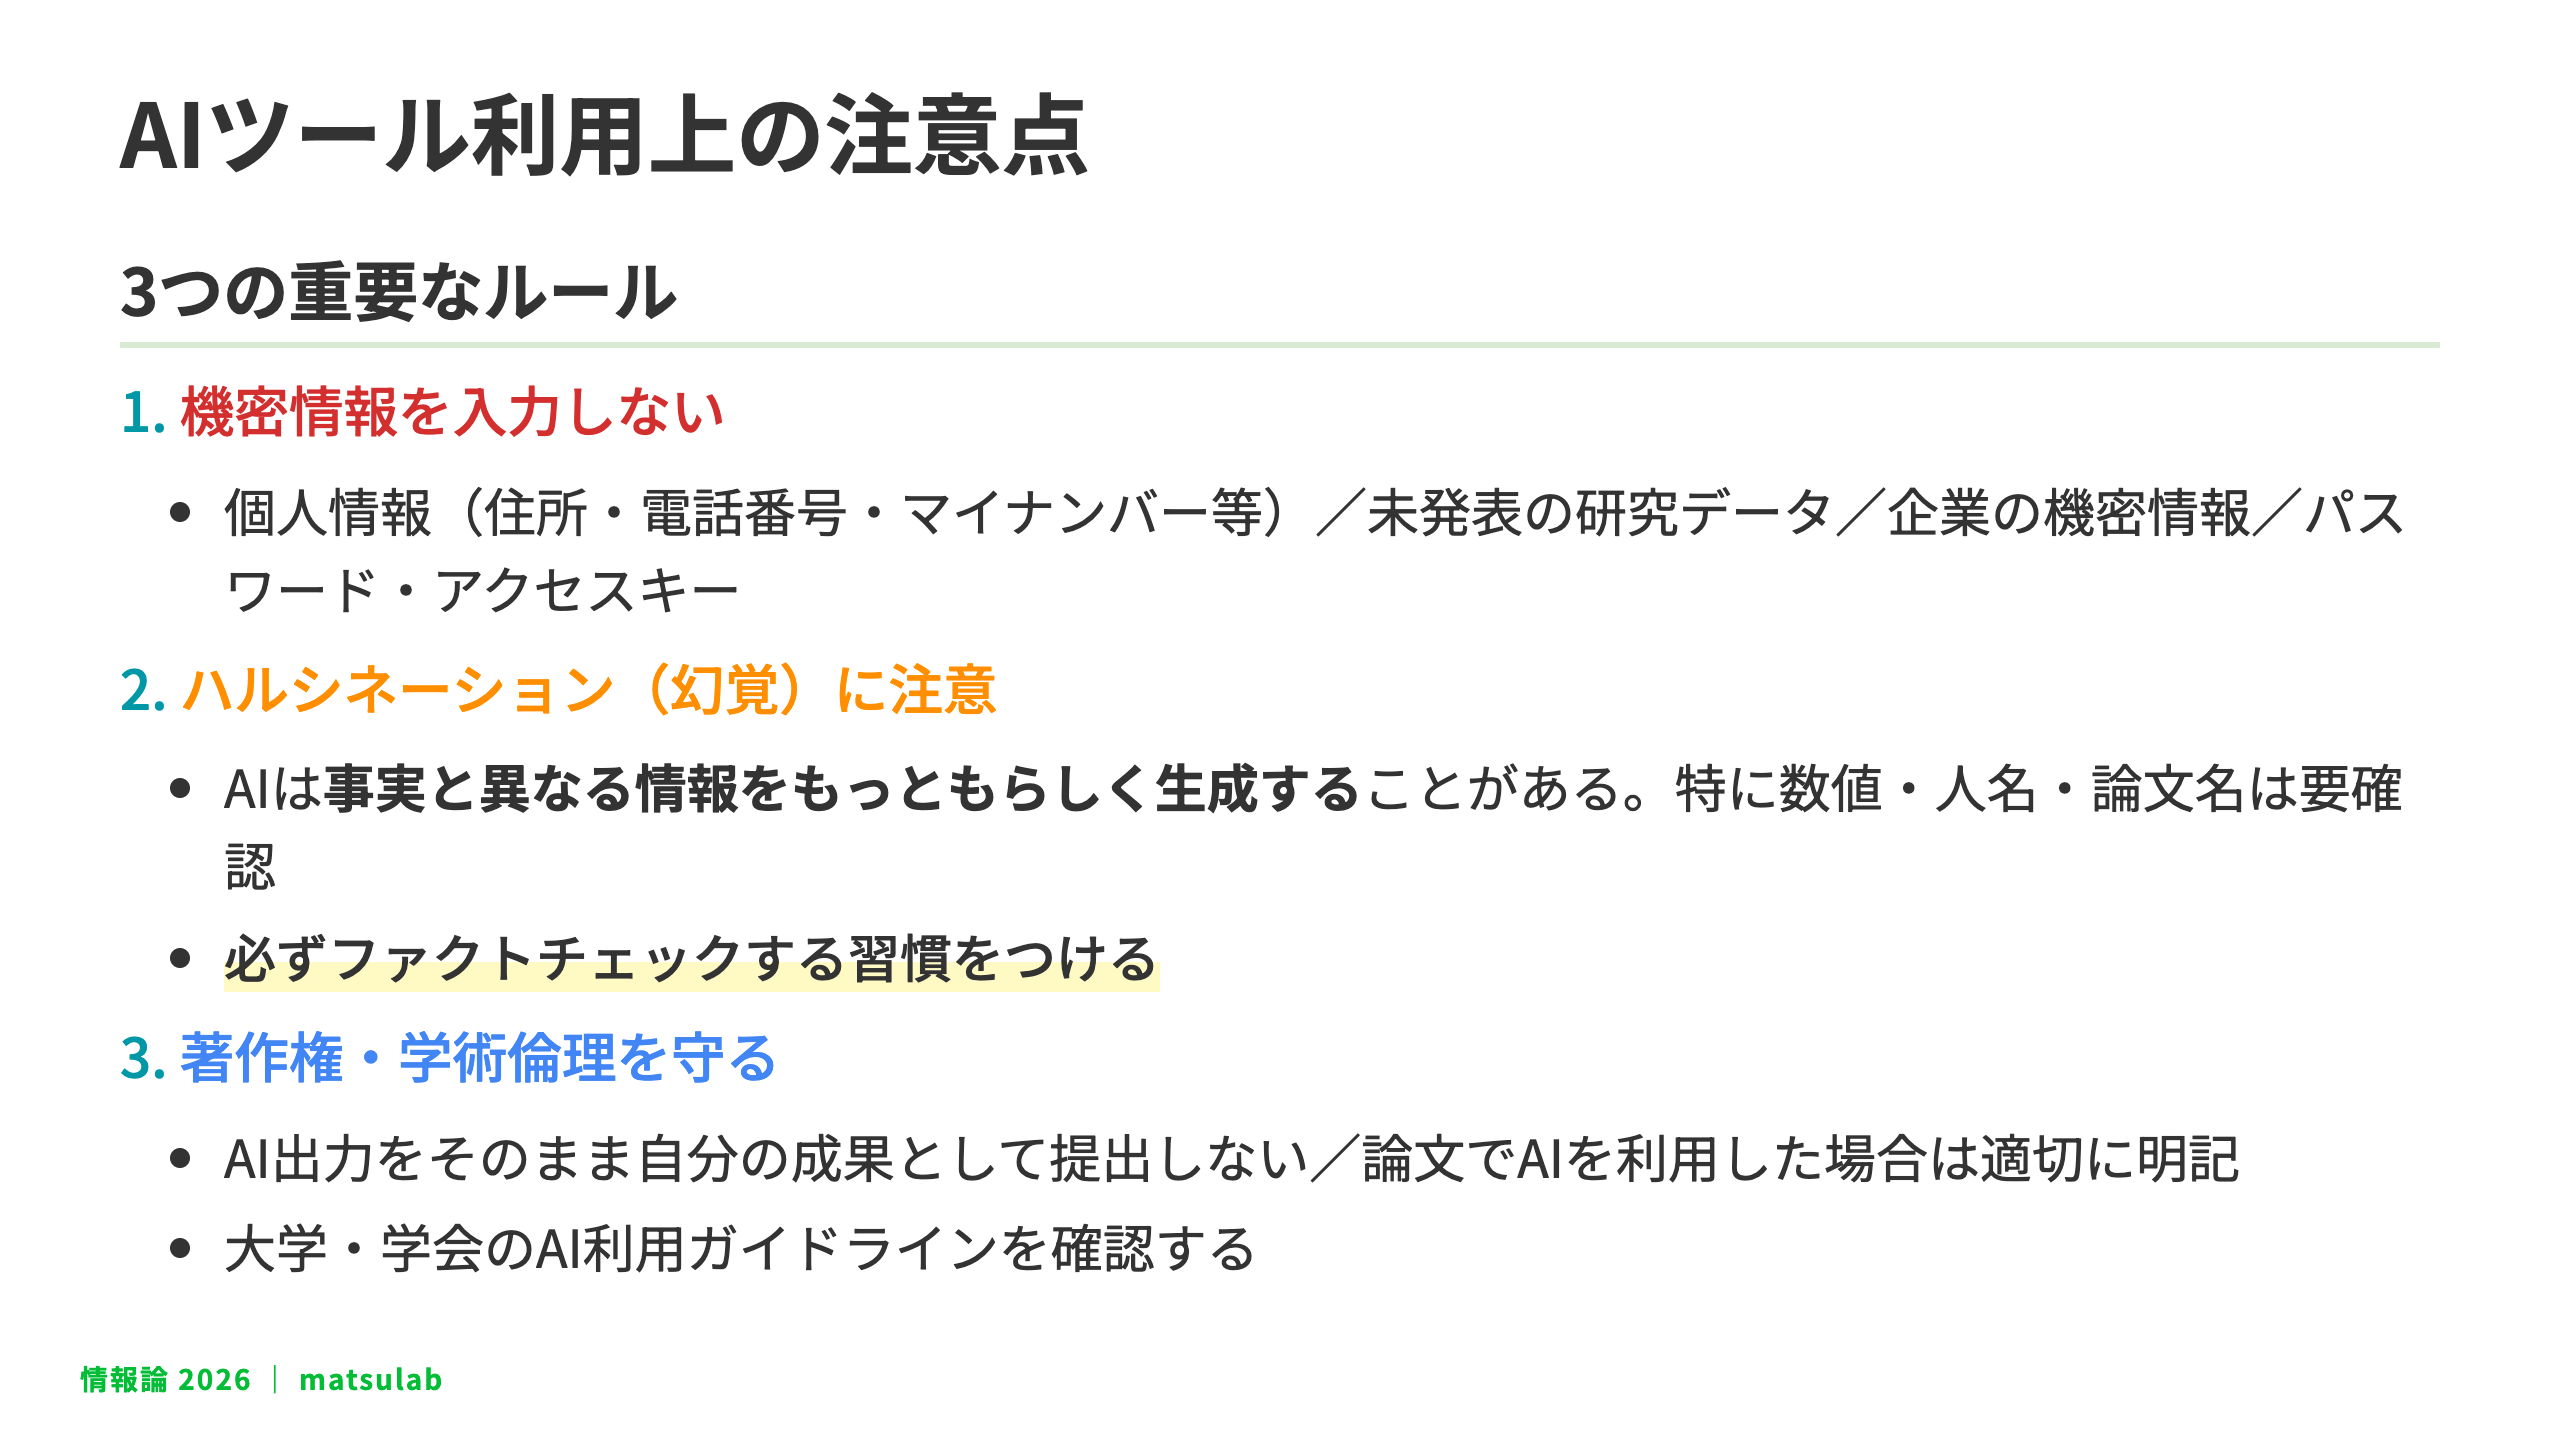 AIツール利用上の注意点
3つの重要なルール
1. 機密情報を入力しない
• 個人情報（住所・電話番号・マイナンバー等）／未発表の研究データ／企業の機密情報／パス
ワード・アクセスキー
2. ハルシネーション（幻覚）に注意
• AIは事実と異なる情報をもっともらしく生成することがある。特に数値・人名・論文名は要確
認
• 必ずファクトチェックする習慣をつける
3. 著作権・学術倫理を守る
• AI出力をそのまま自分の成果として提出しない／論文でAIを利用した場合は適切に明記
• 大学・学会のAI利用ガイドラインを確認する
情報論 2026 ｜ matsulab